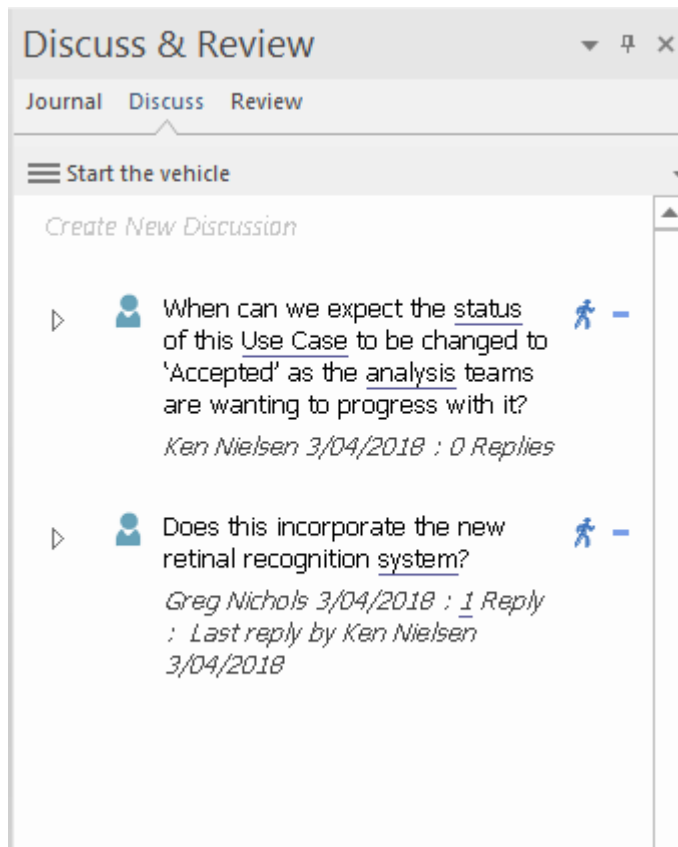 Discuss & Review
Journal Discuss Review
Start the vehicle
Create New Discussion
When can we expect the status
of this Use Case to be changed to
'Accepted' as the analysis teams
are wanting to progress with it?
Ken Nielsen 3/04/2018 : 0 Replies
Does this incorporate the new
retinal recognition system?
Greg Nichols 3/04/2018 : 1 Reply
: Last reply by Ken Nielsen
3/04/2018